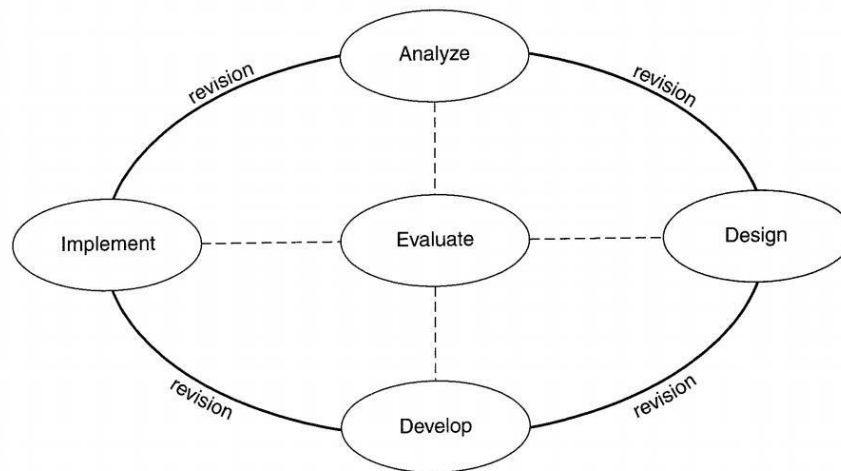 Analyze
revision
revision
Implement
Evaluate
Design
revision
revision
Develop